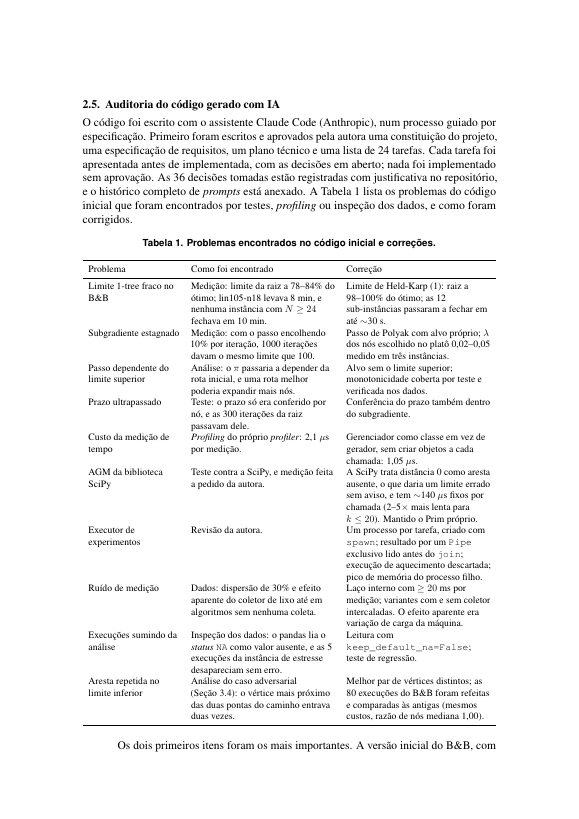 2.5. Auditoria do código gerado com IA
O código foi escrito com o assistente Claude Code (Anthropic), num processo guiado por
especificação. Primeiro foram escritos e aprovados pela autora uma constituição do projeto,
uma especificação de requisitos, um plano técnico e uma lista de 24 tarefas. Cada tarefa foi
apresentada antes de implementada, com as decisões em aberto; nada foi implementado
sem aprovação. As 36 decisões tomadas estão registradas com justificativa no repositório,
e o histórico completo de prompts está anexado. A Tabela 1 lista os problemas do código
inicial que foram encontrados por testes, profiling ou inspeção dos dados, e como foram
corrigidos.
Tabela 1. Problemas encontrados no código inicial e correções.
Problema
Como foi encontrado
Correção
Limite 1-tree fraco no
B&B
Medição: limite da raiz a 78–84% do
ótimo; lin105-n18 levava 8 min, e
nenhuma instância com N ≥ 24
fechava em 10 min.
Limite de Held-Karp (1): raiz a
98–100% do ótimo; as 12
sub-instâncias passaram a fechar em
até ∼30 s.
Subgradiente estagnado
Medição: com o passo encolhendo
10% por iteração, 1000 iterações
davam o mesmo limite que 100.
Passo de Polyak com alvo próprio; λ
dos nós escolhido no platô 0,02–0,05
medido em três instâncias.
Passo dependente do
limite superior
Análise: o π passaria a depender da
rota inicial, e uma rota melhor
poderia expandir mais nós.
Alvo sem o limite superior;
monotonicidade coberta por teste e
verificada nos dados.
Prazo ultrapassado
Teste: o prazo só era conferido por
nó, e as 300 iterações da raiz
passavam dele.
Conferência do prazo também dentro
do subgradiente.
Custo da medição de
tempo
Profiling do próprio profiler: 2,1 μs
por medição.
Gerenciador como classe em vez de
gerador, sem criar objetos a cada
chamada: 1,05 μs.
AGM da biblioteca
SciPy
Teste contra a SciPy, e medição feita
a pedido da autora.
A SciPy trata distância 0 como aresta
ausente, o que daria um limite errado
sem aviso, e tem ∼140 μs fixos por
chamada (2–5× mais lenta para
k ≤ 20). Mantido o Prim próprio.
Executor de
experimentos
Revisão da autora.
Um processo por tarefa, criado com
spawn; resultado por um Pipe
exclusivo lido antes do join;
execução de aquecimento descartada;
pico de memória do processo filho.
Ruído de medição
Dados: dispersão de 30% e efeito
aparente do coletor de lixo até em
algoritmos sem nenhuma coleta.
Laço interno com ≥ 20 ms por
medição; variantes com e sem coletor
intercaladas. O efeito aparente era
variação de carga da máquina.
Execuções sumindo da
análise
Inspeção dos dados: o pandas lia o
status NA como valor ausente, e as 5
execuções da instância de estresse
desapareciam sem erro.
Leitura com
keep_default_na=False;
teste de regressão.
Aresta repetida no
limite inferior
Análise do caso adversarial
(Seção 3.4): o vértice mais próximo
das duas pontas do caminho entrava
duas vezes.
Melhor par de vértices distintos; as
80 execuções do B&B foram refeitas
e comparadas às antigas (mesmos
custos, razão de nós mediana 1,00).
Os dois primeiros itens foram os mais importantes. A versão inicial do B&B, com